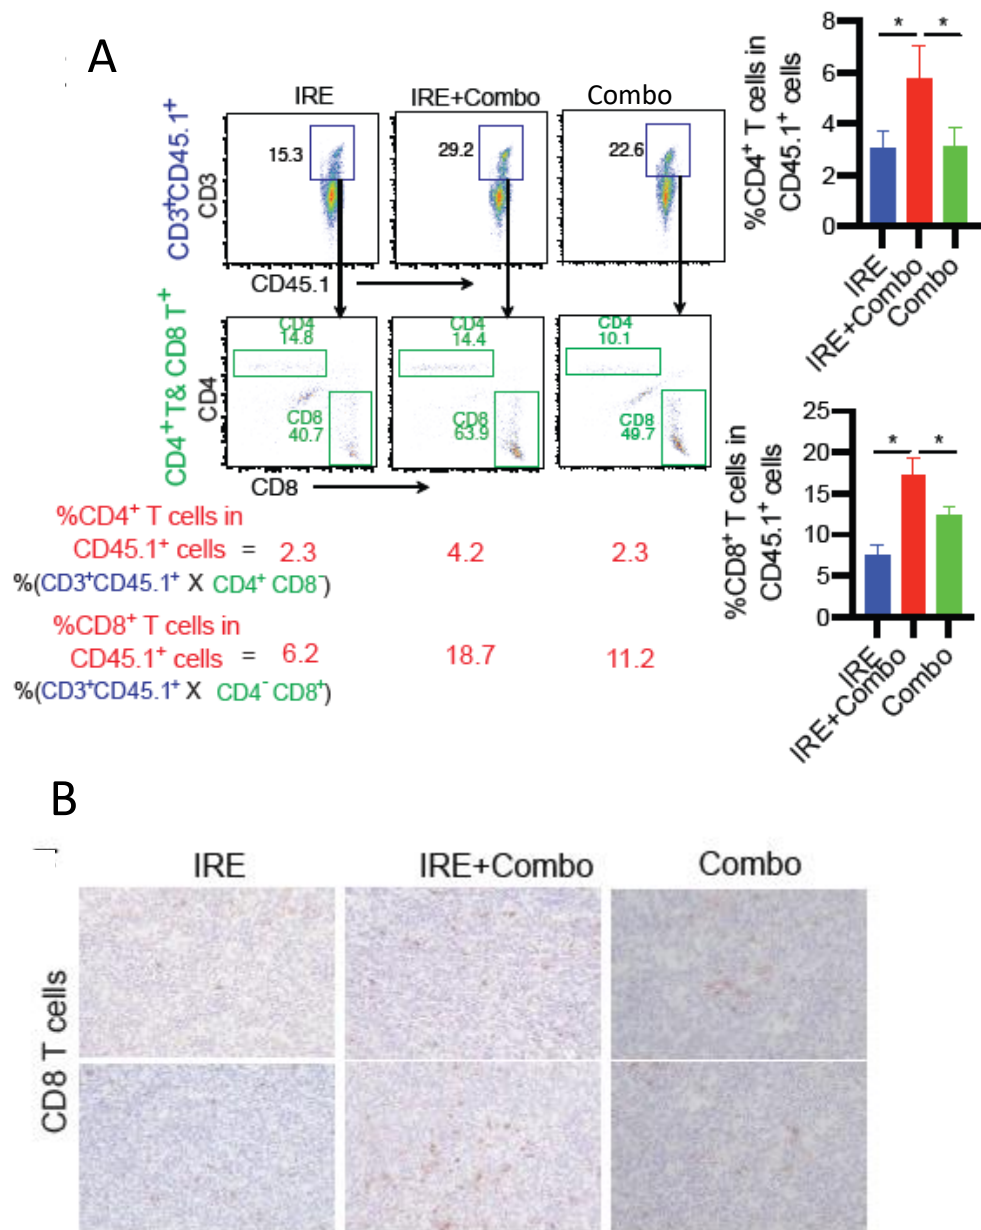 A
IRE
IRE+Combo
Combo
CD3+CD45.1+
CD3
15.3
29.2
22.6
CD45.1
CD4+T& CD8 T+
CD4
CD4
14.8
CD4
14.4
CD4
10.1
CD8
40.7
CD8
63.9
CD8
49.7
CD8
%CD4+ T cells in
CD45.1+ cells = 2.3 4.2 2.3
%(CD3+CD45.1+ X CD4+ CD8-)
%CD8+ T cells in
CD45.1+ cells = 6.2 18.7 11.2
%(CD3+CD45.1+ X CD4- CD8+)
%CD4+ T cells in
CD45.1+ cells
8
6
4
2
0
* *
IRE
IRE+Combo
Combo
%CD8+ T cells in
CD45.1+ cells
25
20
15
10
5
0
* *
IRE
IRE+Combo
Combo
B
IRE
IRE+Combo
Combo
CD8 T cells